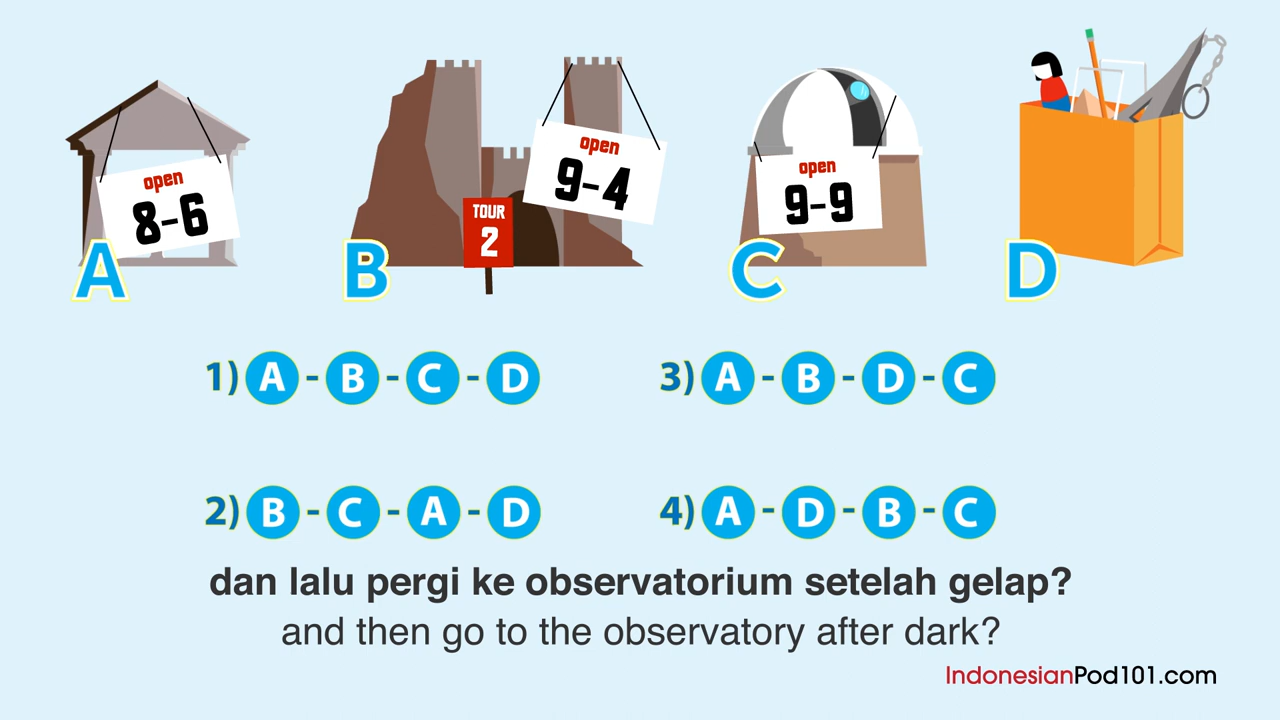 open
8-6
A
open
9-4
TOUR
2
B
open
9-9
C
D
1) A - B - C - D
3) A - B - D - C
2) B - C - A - D
4) A - D - B - C
dan lalu pergi ke observatorium setelah gelap?
and then go to the observatory after dark?
IndonesianPod101.com